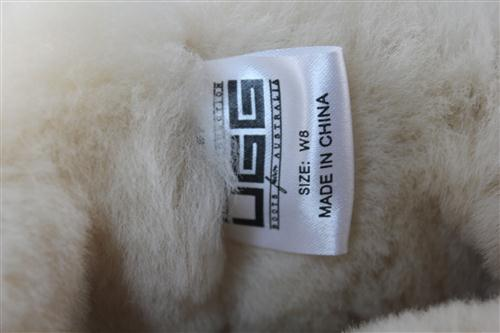 UGG
BOOTS from AUSTRALIA
SIZE: W8
MADE IN CHINA